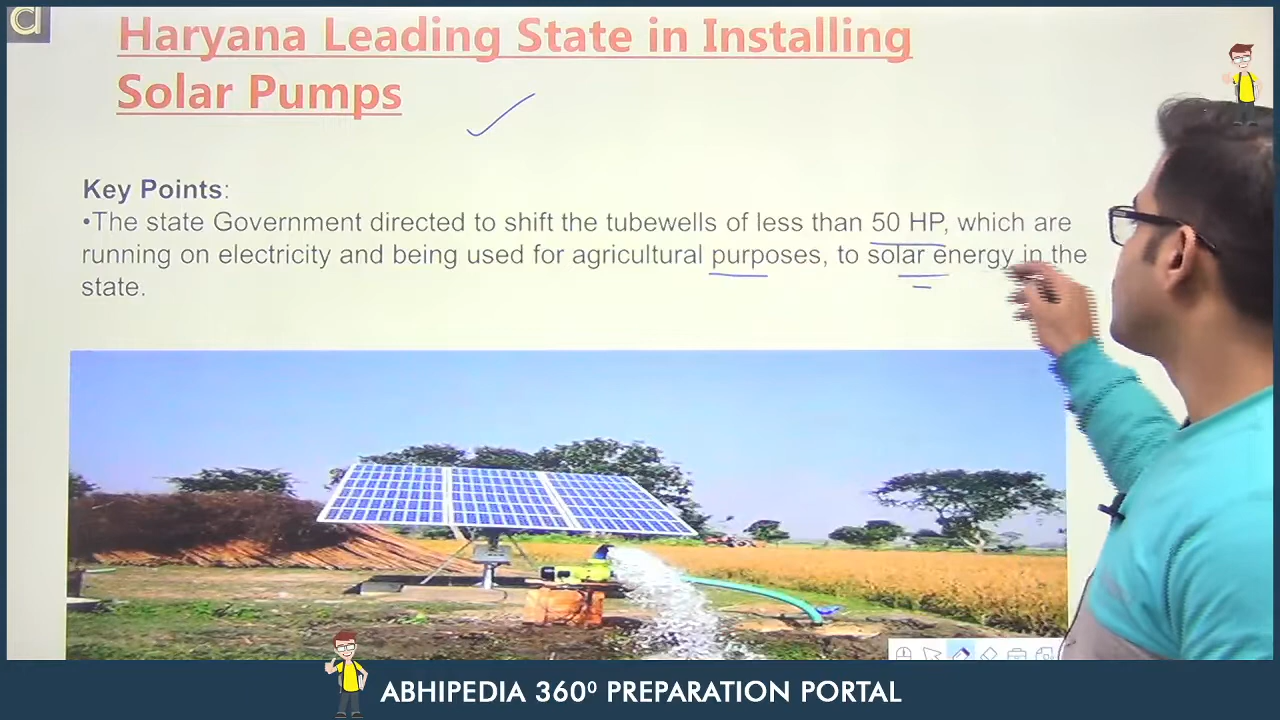 a
Haryana Leading State in Installing
Solar Pumps
Key Points:
•The state Government directed to shift the tubewells of less than 50 HP, which are
running on electricity and being used for agricultural purposes, to solar energy in the
state.
ABHIPEDIA 360⁰ PREPARATION PORTAL